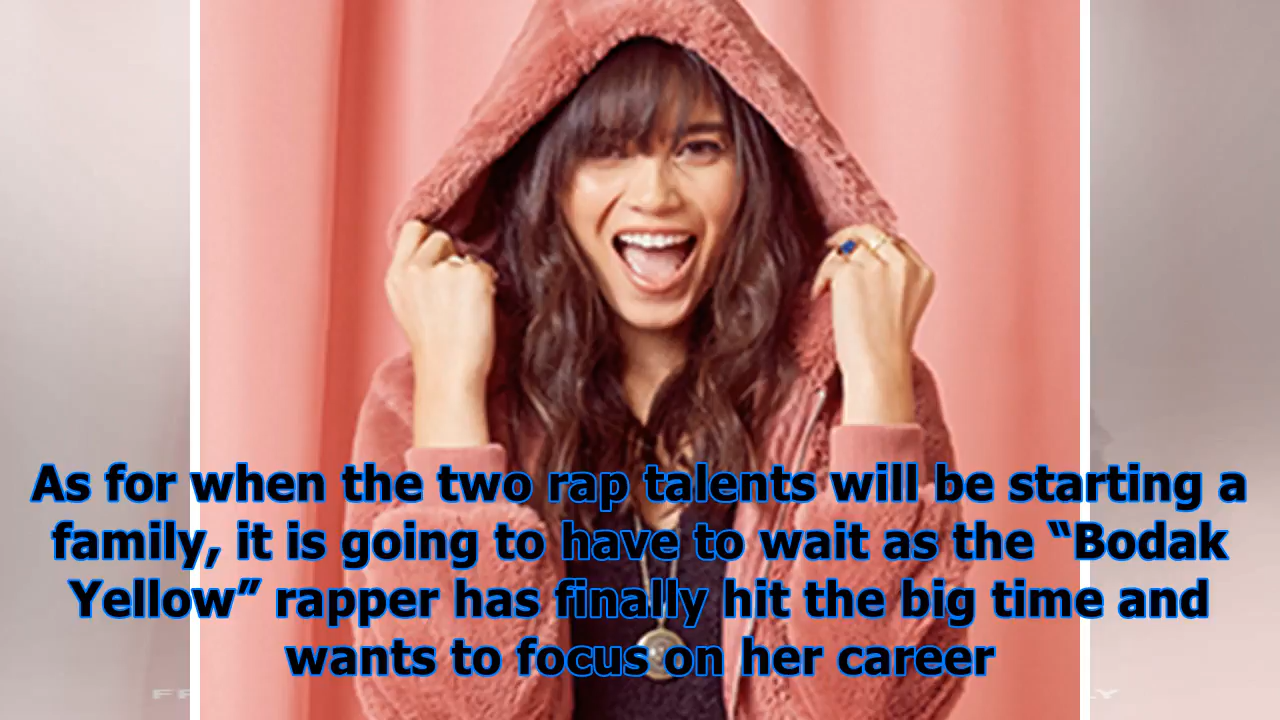 As for when the two rap talents will be starting a
family, it is going to have to wait as the “Bodak
Yellow” rapper has finally hit the big time and
wants to focus on her career